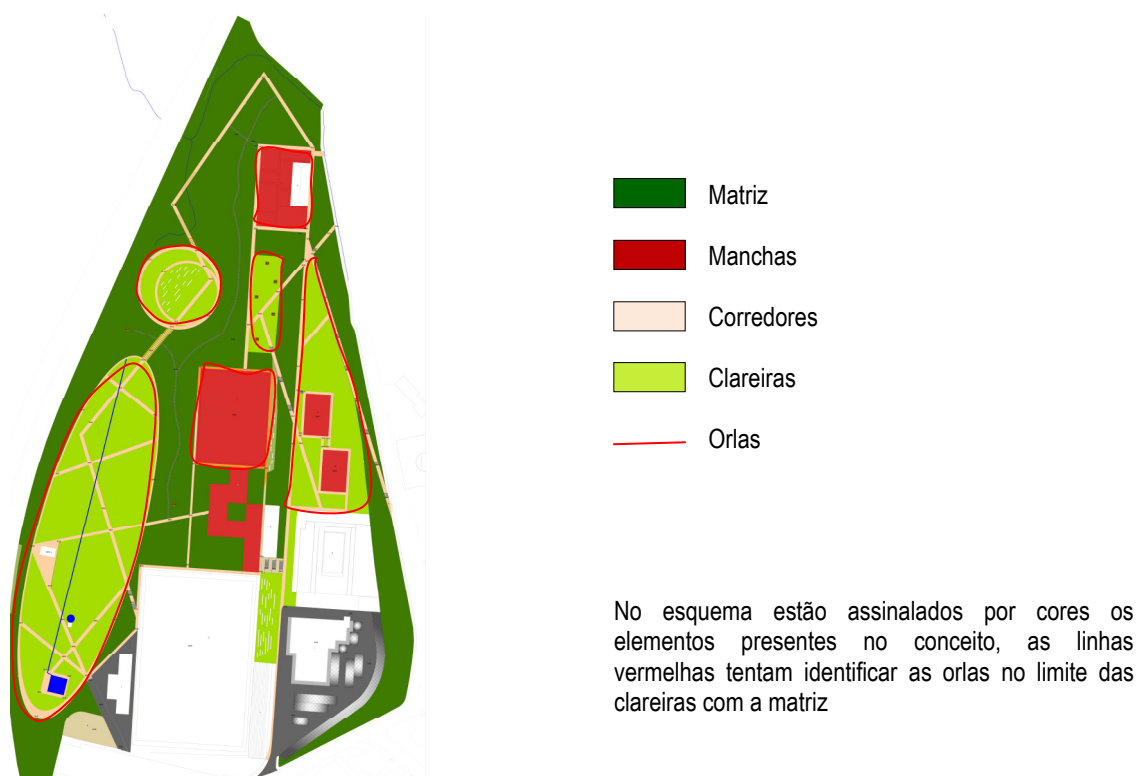 Matriz
Manchas
Corredores
Clareiras
Orlas
No esquema estão assinalados por cores os
elementos presentes no conceito, as linhas
vermelhas tentam identificar as orlas no limite das
clareiras com a matriz